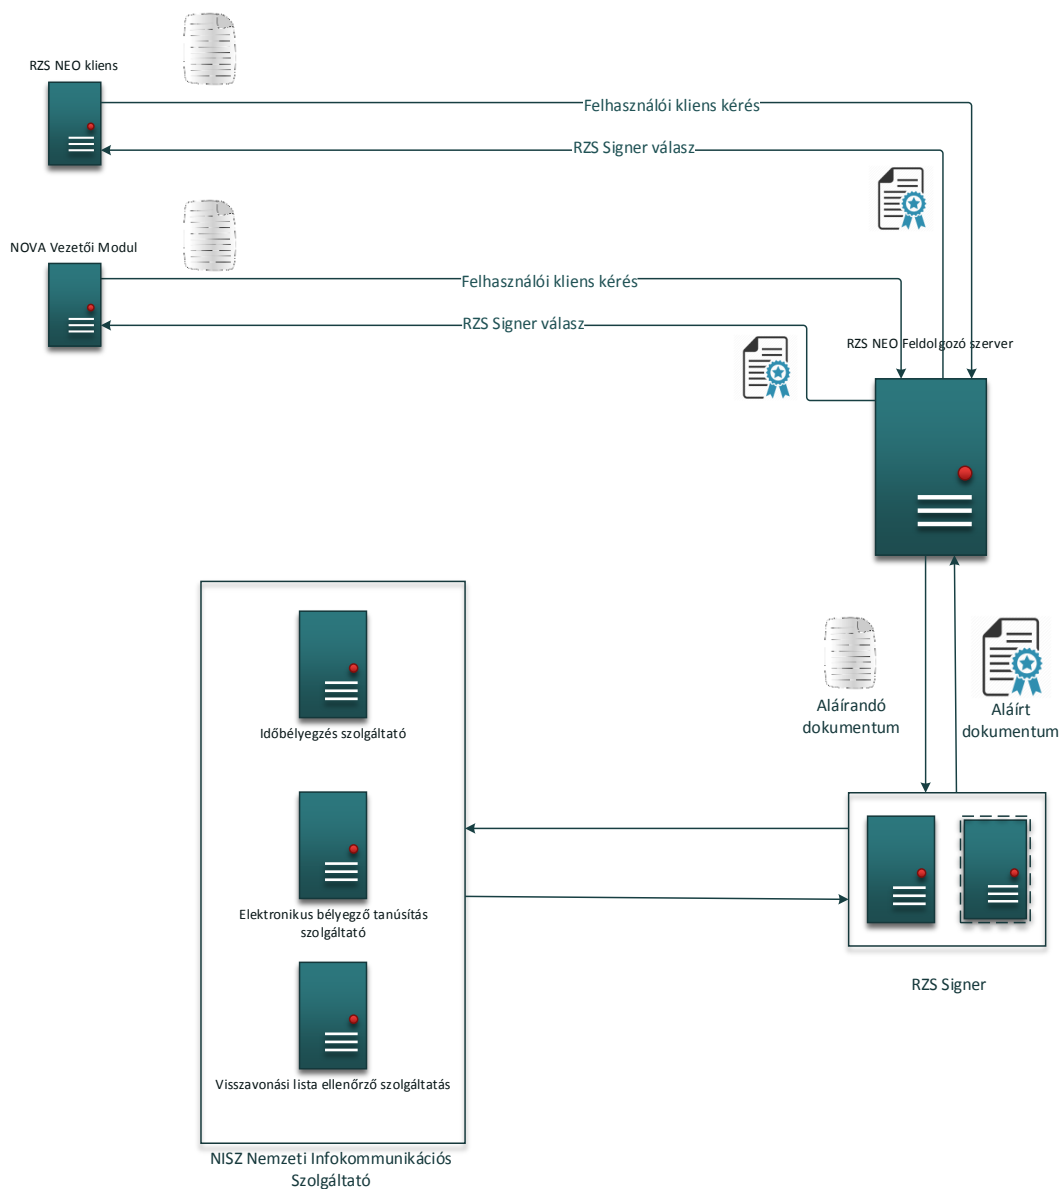 RZS NEO kliens
Felhasználói kliens kérés
RZS Signer válasz
NOVA Vezetői Modul
Felhasználói kliens kérés
RZS Signer válasz
RZS NEO Feldolgozó szerver
Aláírandó
dokumentum
Aláírt
dokumentum
Időbélyegzés szolgáltató
Elektronikus bélyegző tanúsítás
szolgáltató
RZS Signer
Visszavonási lista ellenőrző szolgáltatás
NISZ Nemzeti Infokommunikációs
Szolgáltató